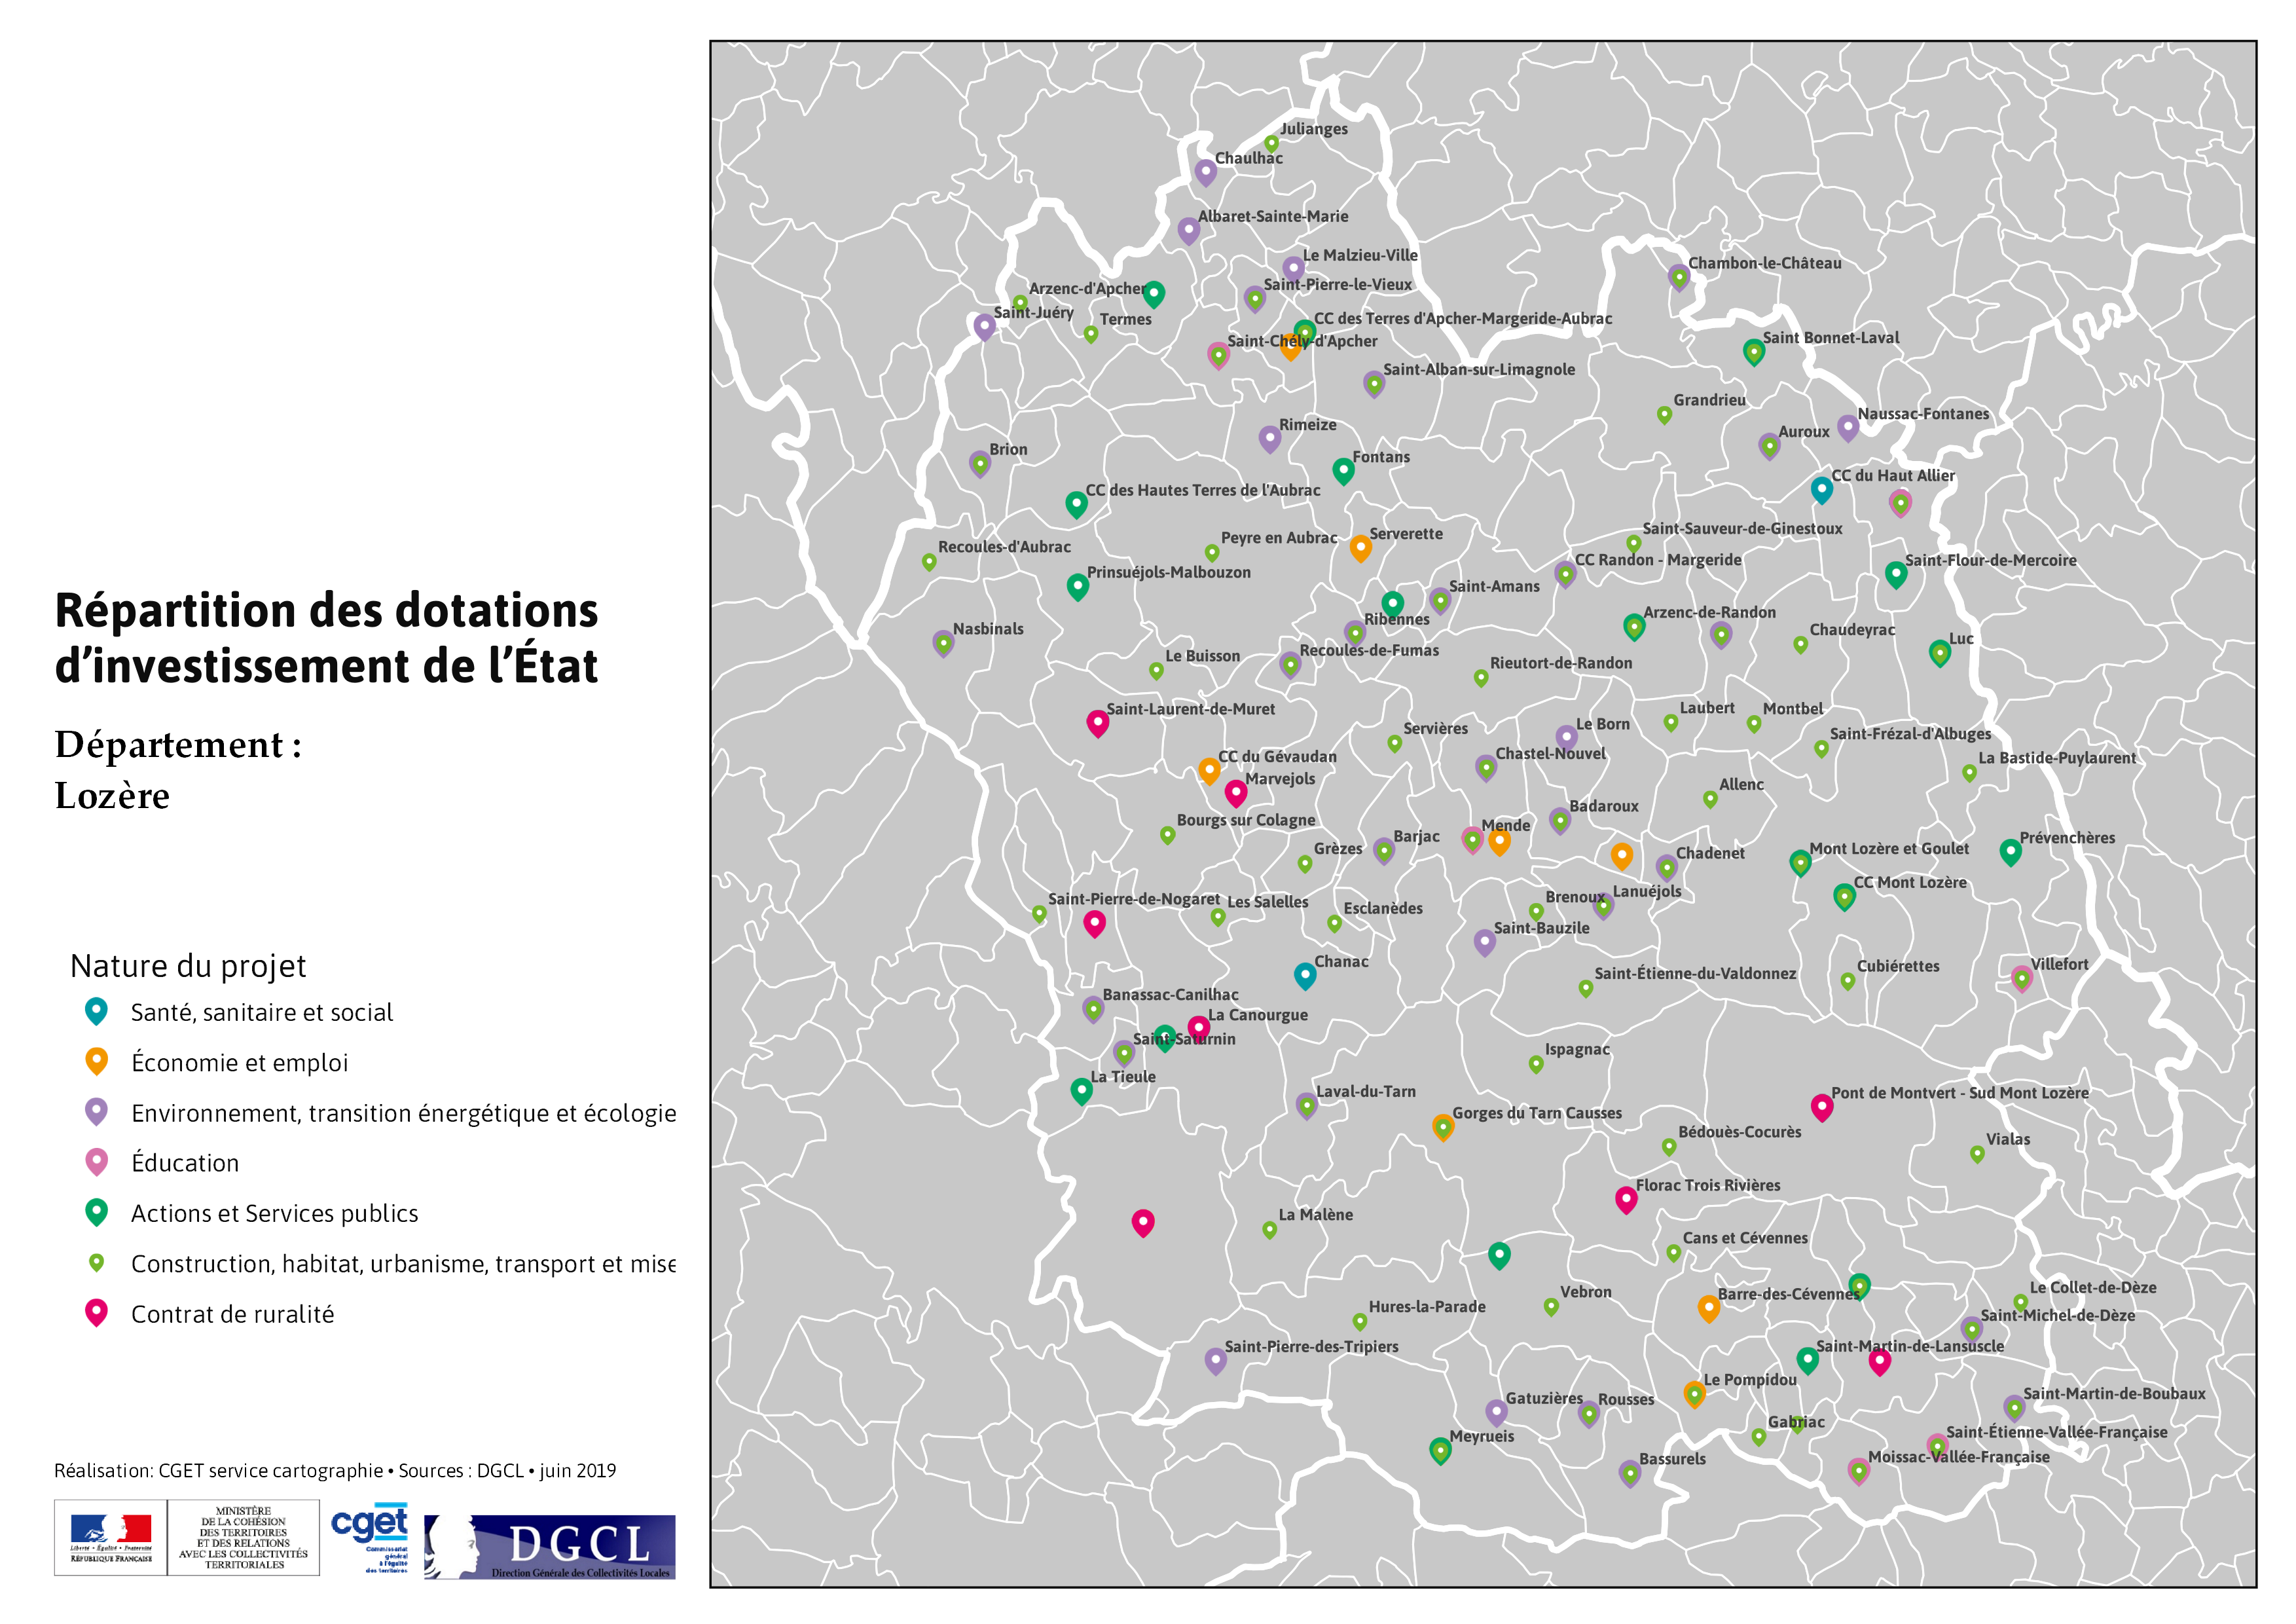 Répartition des dotations
d'investissement de l'État
Département :
Lozère
Nature du projet
Santé, sanitaire et social
Économie et emploi
Environnement, transition énergétique et écologie
Éducation
Actions et Services publics
Construction, habitat, urbanisme, transport et mise
Contrat de ruralité
Réalisation: CGET service cartographie • Sources : DGCL • juin 2019
Liberté • Égalité • Fraternité
RÉPUBLIQUE FRANÇAISE
MINISTÈRE
DE LA COHÉSION
DES TERRITOIRES
ET DES RELATIONS
AVEC LES COLLECTIVITÉS
TERRITORIALES
cget
Commissariat
général
à l'égalité
des territoires
DGCL
Direction Générale des Collectivités Locales
Julianges
Chaulhac
Albaret-Sainte-Marie
Le Malzieu-Ville
Chambon-le-Château
Saint-Pierre-le-Vieux
Arzenc-d'Apcher
Saint-Juéry
Termes
CC des Terres d'Apcher-Margeride-Aubrac
Saint-Chély-d'Apcher
Saint Bonnet-Laval
Saint-Alban-sur-Limagnole
Grandrieu
Naussac-Fontanes
Rimeize
Auroux
Brion
Fontans
CC du Haut Allier
CC des Hautes Terres de l'Aubrac
Saint-Sauveur-de-Ginestoux
Serverette
Peyre en Aubrac
Recoules-d'Aubrac
CC Randon - Margeride
Saint-Flour-de-Mercoire
Prinsuéjols-Malbouzon
Saint-Amans
Arzenc-de-Randon
Ribennes
Nasbinals
Chaudeyrac
Luc
Recoules-de-Fumas
Le Buisson
Rieutort-de-Randon
Saint-Laurent-de-Muret
Laubert
Montbel
Le Born
Servières
Saint-Frézal-d'Albuges
Chastel-Nouvel
CC du Gévaudan
La Bastide-Puylaurent
Marvejols
Allenc
Badaroux
Bourgs sur Colagne
Mende
Barjac
Prévenchères
Grèzes
Mont Lozère et Goulet
Chadenet
CC Mont Lozère
Lanuéjols
Brenoux
Saint-Pierre-de-Nogaret
Les Salelles
Esclanèdes
Saint-Bauzile
Chanac
Villefort
Cubiérettes
Saint-Étienne-du-Valdonnez
Banassac-Canilhac
La Canourgue
Saint-Saturnin
Ispagnac
La Tieule
Laval-du-Tarn
Pont de Montvert - Sud Mont Lozère
Gorges du Tarn Causses
Bédouès-Cocurès
Vialas
Florac Trois Rivières
La Malène
Cans et Cévennes
Le Collet-de-Dèze
Vebron
Barre-des-Cévennes
Hures-la-Parade
Saint-Michel-de-Dèze
Saint-Pierre-des-Tripiers
Saint-Martin-de-Lansuscle
Le Pompidou
Saint-Martin-de-Boubaux
Gatuzières
Rousses
Gabriac
Saint-Étienne-Vallée-Française
Meyrueis
Moissac-Vallée-Française
Bassurels